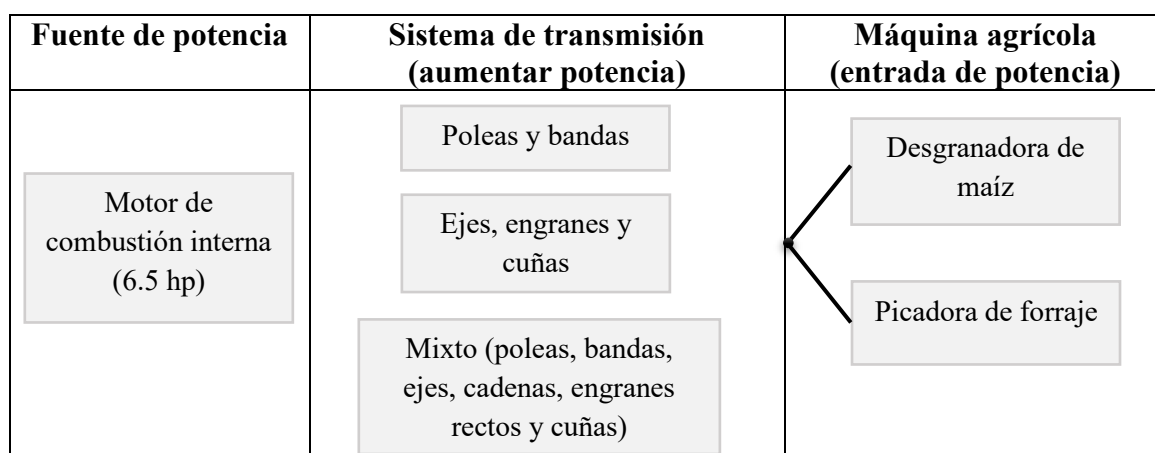 Fuente de potencia
Sistema de transmisión
(aumentar potencia)
Máquina agrícola
(entrada de potencia)
Motor de
combustión interna
(6.5 hp)
Poleas y bandas
Ejes, engranes y
cuñas
Mixto (poleas, bandas,
ejes, cadenas, engranes
rectos y cuñas)
Desgranadora de
maíz
Picadora de forraje